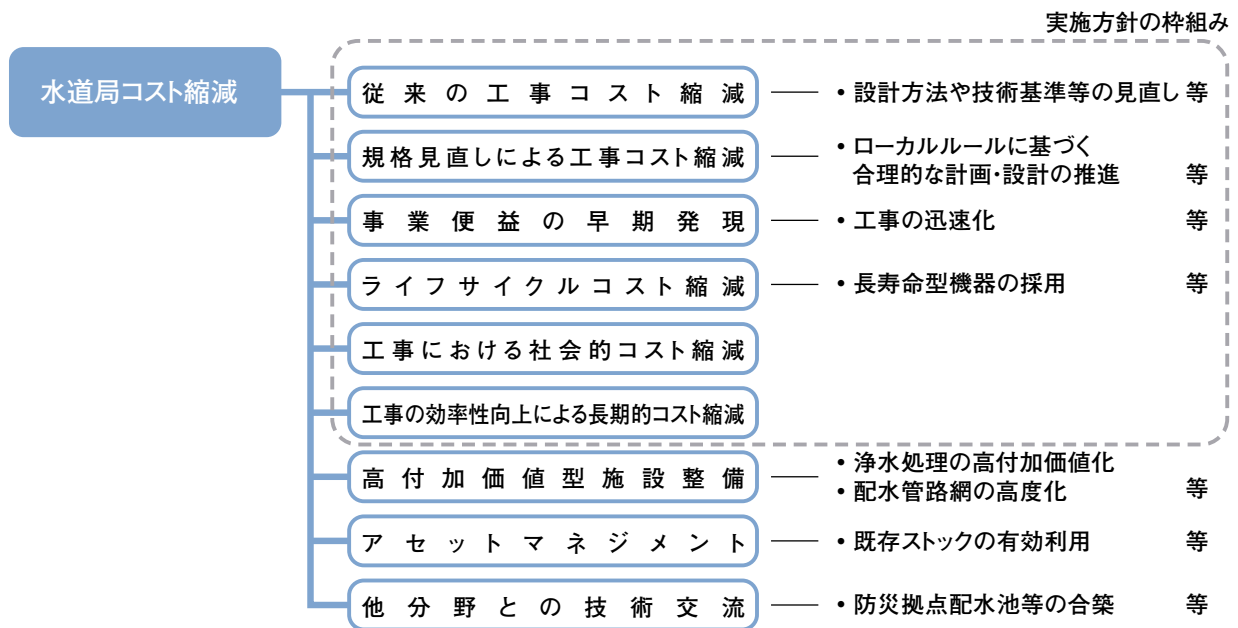 実施方針の枠組み
水道局コスト縮減
従来の工事コスト縮減
・設計方法や技術基準等の見直し 等
規格見直しによる工事コスト縮減
・ローカルルールに基づく
合理的な計画・設計の推進 等
事業便益の早期発現
・工事の迅速化 等
ライフサイクルコスト縮減
・長寿命型機器の採用 等
工事における社会的コスト縮減
工事の効率性向上による長期的コスト縮減
高付加価値型施設整備
・浄水処理の高付加価値化
・配水管路網の高度化 等
アセットマネジメント
・既存ストックの有効利用 等
他分野との技術交流
・防災拠点配水池等の合築 等